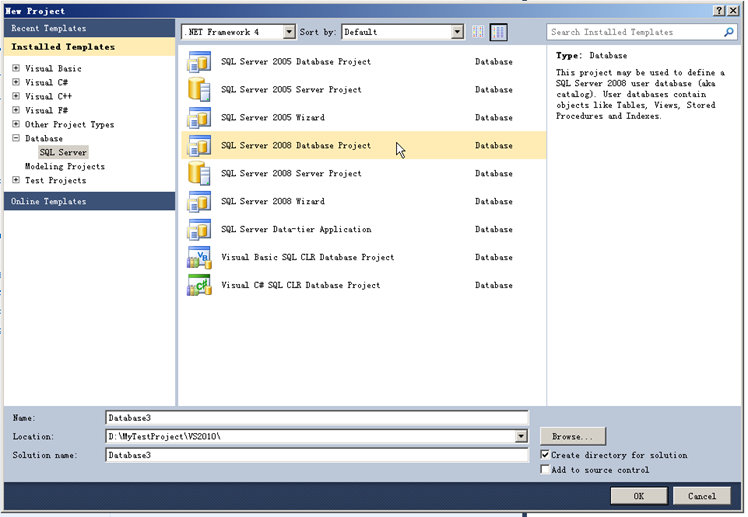 New Project
Recent Templates
Installed Templates
Visual Basic
Visual C#
Visual C++
Visual F#
Other Project Types
Database
SQL Server
Modeling Projects
Test Projects
Online Templates
.NET Framework 4
Sort by: Default
SQL Server 2005 Database Project Database
SQL Server 2005 Server Project Database
SQL Server 2005 Wizard Database
SQL Server 2008 Database Project Database
SQL Server 2008 Server Project Database
SQL Server 2008 Wizard Database
SQL Server Data-tier Application Database
Visual Basic SQL CLR Database Project Database
Visual C# SQL CLR Database Project Database
Search Installed Templates
Type: Database
This project may be used to define a
SQL Server 2008 user database (aka
catalog). User databases contain
objects like Tables, Views, Stored
Procedures and Indexes.
Name: Database3
Location: D:\MyTestProject\VS2010\
Browse...
Solution name: Database3
Create directory for solution
Add to source control
OK
Cancel